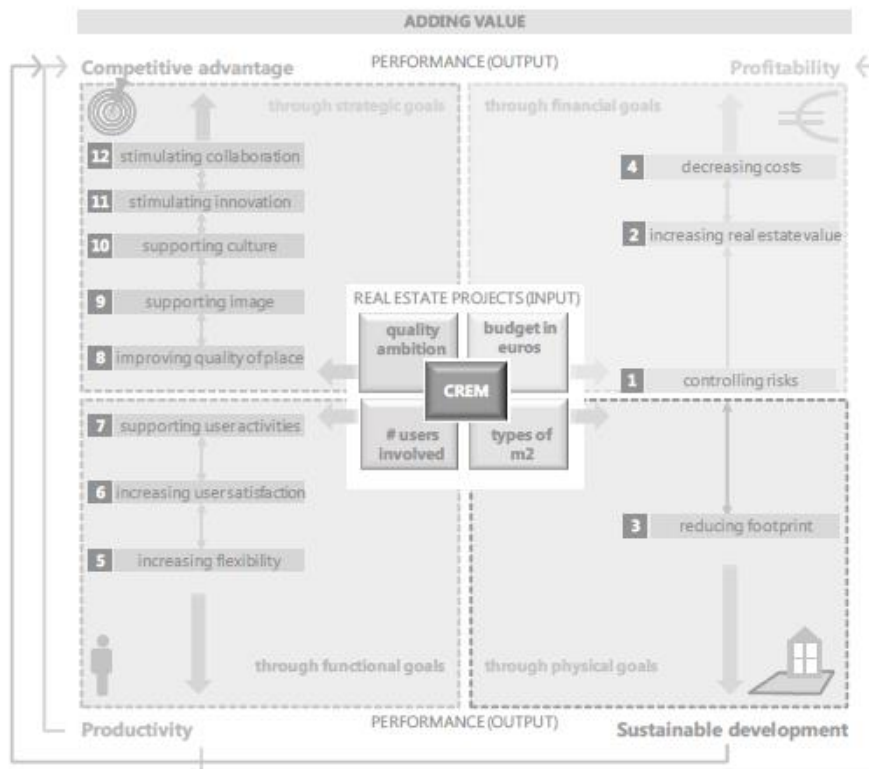 ADDING VALUE
PERFORMANCE (OUTPUT)
Competitive advantage
Profitability
through strategic goals
through financial goals
12 stimulating collaboration
11 stimulating innovation
10 supporting culture
9 supporting image
8 improving quality of place
4 decreasing costs
2 increasing real estate value
1 controlling risks
REAL ESTATE PROJECTS (INPUT)
quality
ambition
budget in
euros
CREM
# users
involved
types of
m2
7 supporting user activities
6 increasing user satisfaction
5 increasing flexibility
3 reducing footprint
through functional goals
through physical goals
Productivity
PERFORMANCE (OUTPUT)
Sustainable development